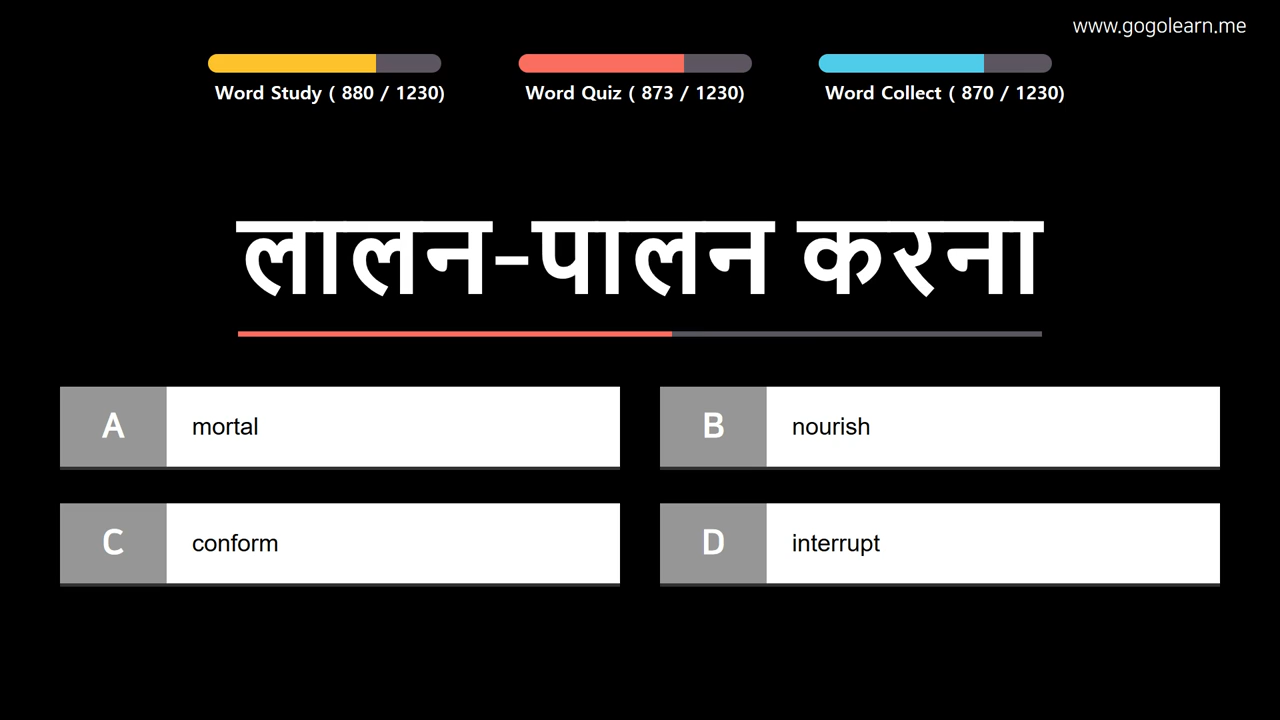 www.gogolearn.me
Word Study ( 880 / 1230)
Word Quiz ( 873 / 1230)
Word Collect ( 870 / 1230)
लालन-पालन करना
A mortal
B nourish
C conform
D interrupt